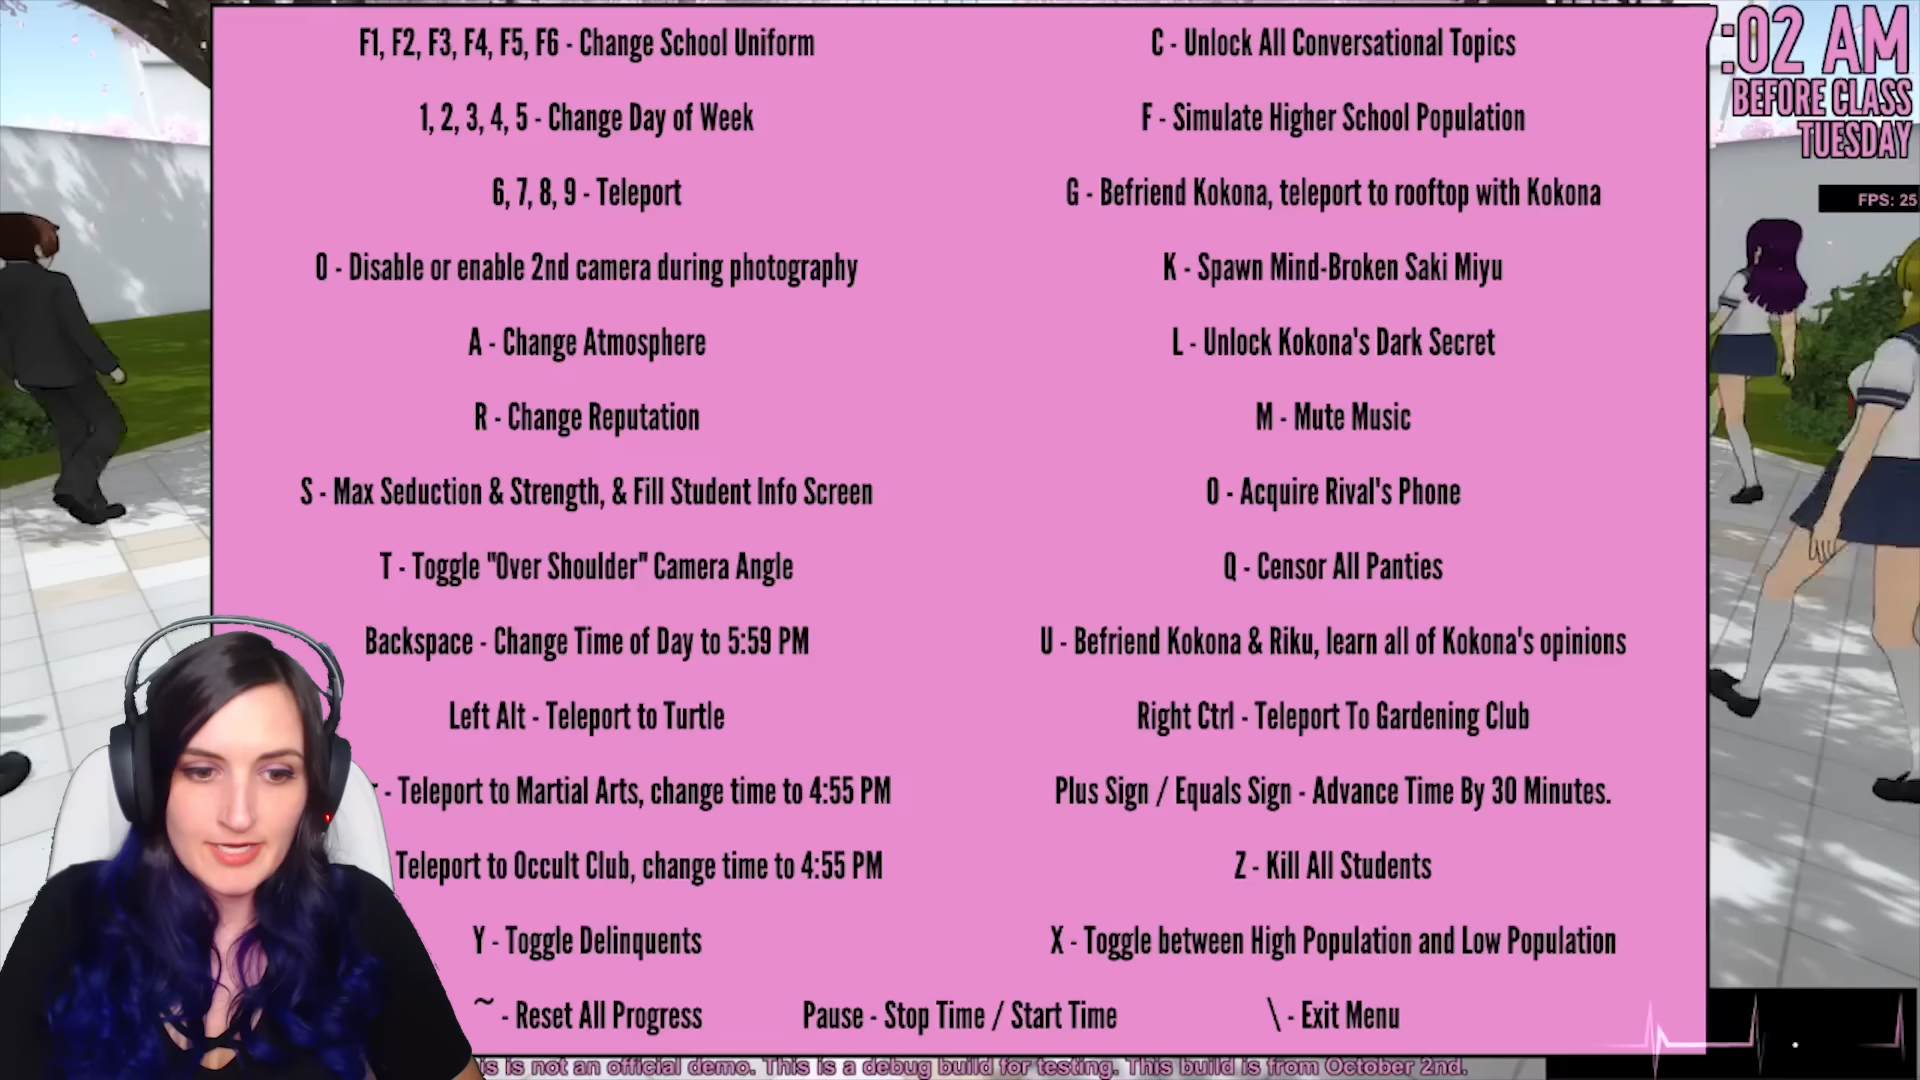 F1, F2, F3, F4, F5, F6 - Change School Uniform
1, 2, 3, 4, 5 - Change Day of Week
6, 7, 8, 9 - Teleport
0 - Disable or enable 2nd camera during photography
A - Change Atmosphere
R - Change Reputation
S - Max Seduction & Strength, & Fill Student Info Screen
T - Toggle "Over Shoulder" Camera Angle
Backspace - Change Time of Day to 5:59 PM
Left Alt - Teleport to Turtle
- Teleport to Martial Arts, change time to 4:55 PM
Teleport to Occult Club, change time to 4:55 PM
Y - Toggle Delinquents
~ - Reset All Progress
Pause - Stop Time / Start Time
C - Unlock All Conversational Topics
F - Simulate Higher School Population
G - Befriend Kokona, teleport to rooftop with Kokona
K - Spawn Mind-Broken Saki Miyu
L - Unlock Kokona's Dark Secret
M - Mute Music
O - Acquire Rival's Phone
Q - Censor All Panties
U - Befriend Kokona & Riku, learn all of Kokona's opinions
Right Ctrl - Teleport To Gardening Club
Plus Sign / Equals Sign - Advance Time By 30 Minutes.
Z - Kill All Students
X - Toggle between High Population and Low Population
\ - Exit Menu
7:02 AM
BEFORE CLASS
TUESDAY
FPS: 25
is not an official demo. This is a debug build for testing. This build is from October 2nd.